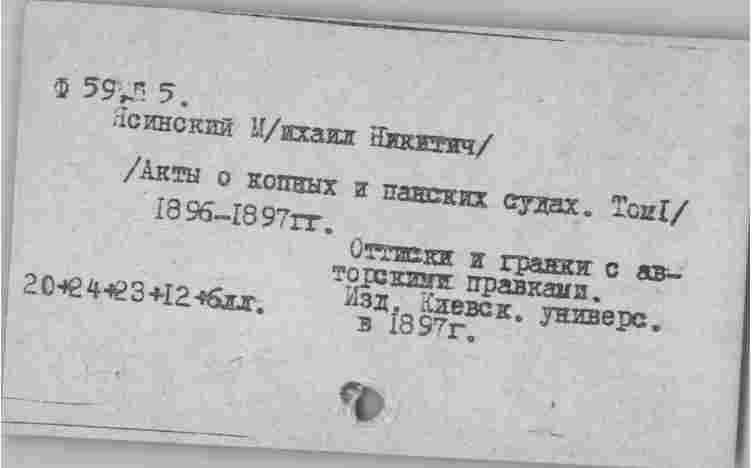 Ф 59, п 5.
Ясинский М/ихаил Никитич/
/Акты о копных и панских судах. ТомI/
I896-I897гг.
Оттиски и гранки с ав-
торскими правками.
20+24+23+I2+6лл.
Изд. Киевск. универс.
в I897г.